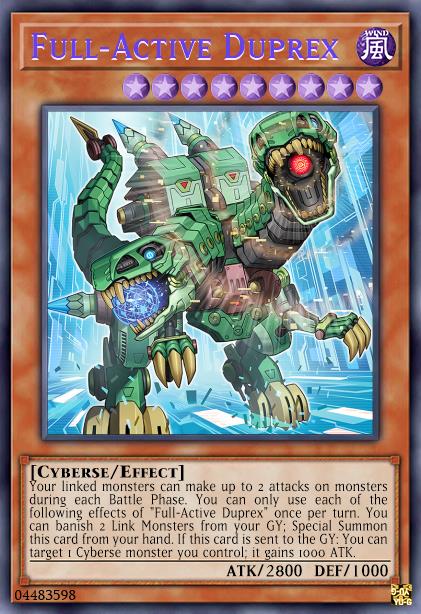 Full-Active Duprex
WIND
風
[Cyberse/Effect]
Your linked monsters can make up to 2 attacks on monsters
during each Battle Phase. You can only use each of the
following effects of "Full-Active Duprex" once per turn. You
can banish 2 Link Monsters from your GY; Special Summon
this card from your hand. If this card is sent to the GY: You can
target 1 Cyberse monster you control; it gains 1000 ATK.
ATK/2800 DEF/1000
04483598